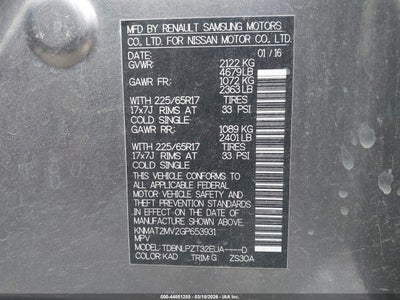 MFD BY RENAULT SAMSUNG MOTORS
CO. LTD. FOR NISSAN MOTOR CO. LTD.
DATE: 01/16
GVWR: 2122 KG
4679LB
GAWR FR: 1072 KG
2363 LB
WITH 225/65R17 TIRES
17x7J RIMS AT 33 PSI
COLD SINGLE
GAWR RR: 1089 KG
2401LB
WITH 225/65R17 TIRES
17x7J RIMS AT 33 PSI
COLD SINGLE
THIS VEHICLE CONFORMS TO ALL
APPLICABLE FEDERAL MOTOR
VEHICLE SAFETY AND THEFT
PREVENTION STANDARDS IN
EFFECT ON THE DATE OF
MANUFACTURE SHOWN ABOVE.
KNMAT2MV2GP653931
MPV
MODEL: TDBNLPZT32EUA----D
COLOR: KAD TRIM: G ZS30A
000-44551255 - 03/18/2026 - 0000